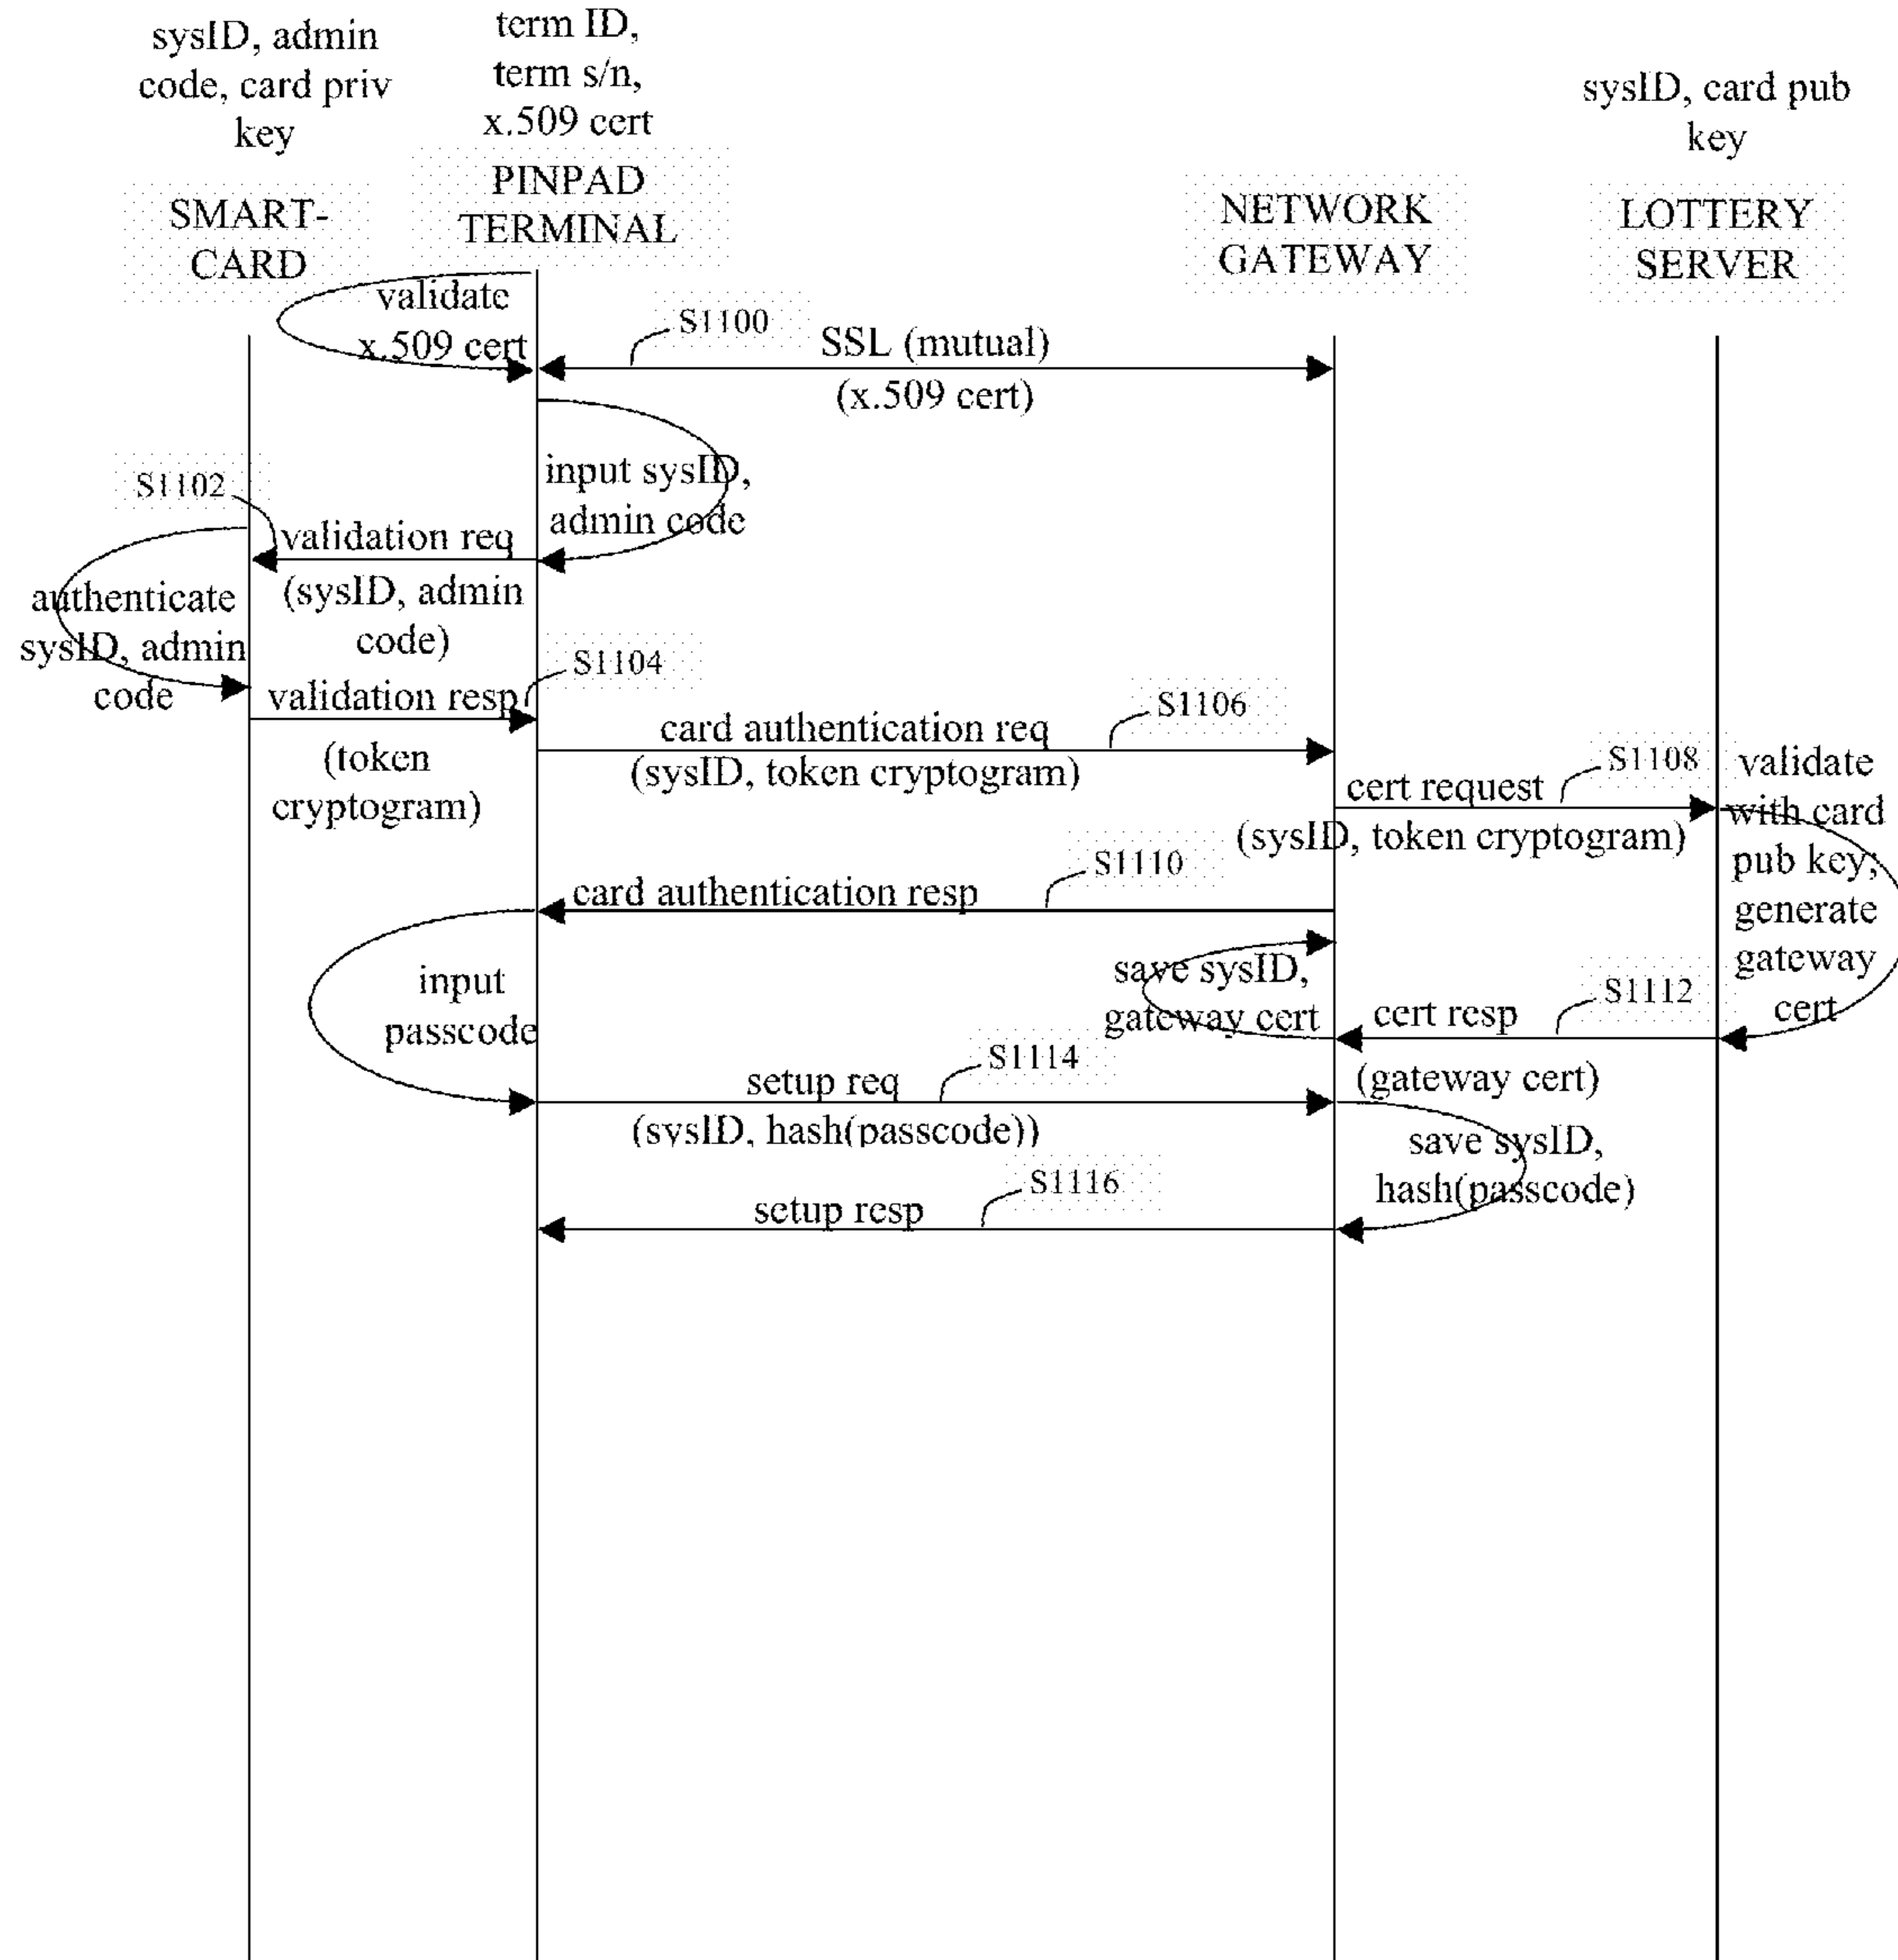 sysID, admin
code, card priv
key
term ID,
term s/n,
x.509 cert
sysID, card pub
key
SMART-
CARD
PINPAD
TERMINAL
NETWORK
GATEWAY
LOTTERY
SERVER
validate
x.509 cert
S1100
SSL (mutual)
(x.509 cert)
input sysID,
admin code
S1102
validation req
(sysID, admin
code)
authenticate
sysID, admin
code
S1104
validation resp
(token
cryptogram)
S1106
card authentication req
(sysID, token cryptogram)
S1108
cert request
(sysID, token cryptogram)
validate
with card
pub key;
generate
gateway
cert
S1110
card authentication resp
input
passcode
save sysID,
gateway cert
S1112
cert resp
(gateway cert)
S1114
setup req
(sysID, hash(passcode))
save sysID,
hash(passcode)
S1116
setup resp